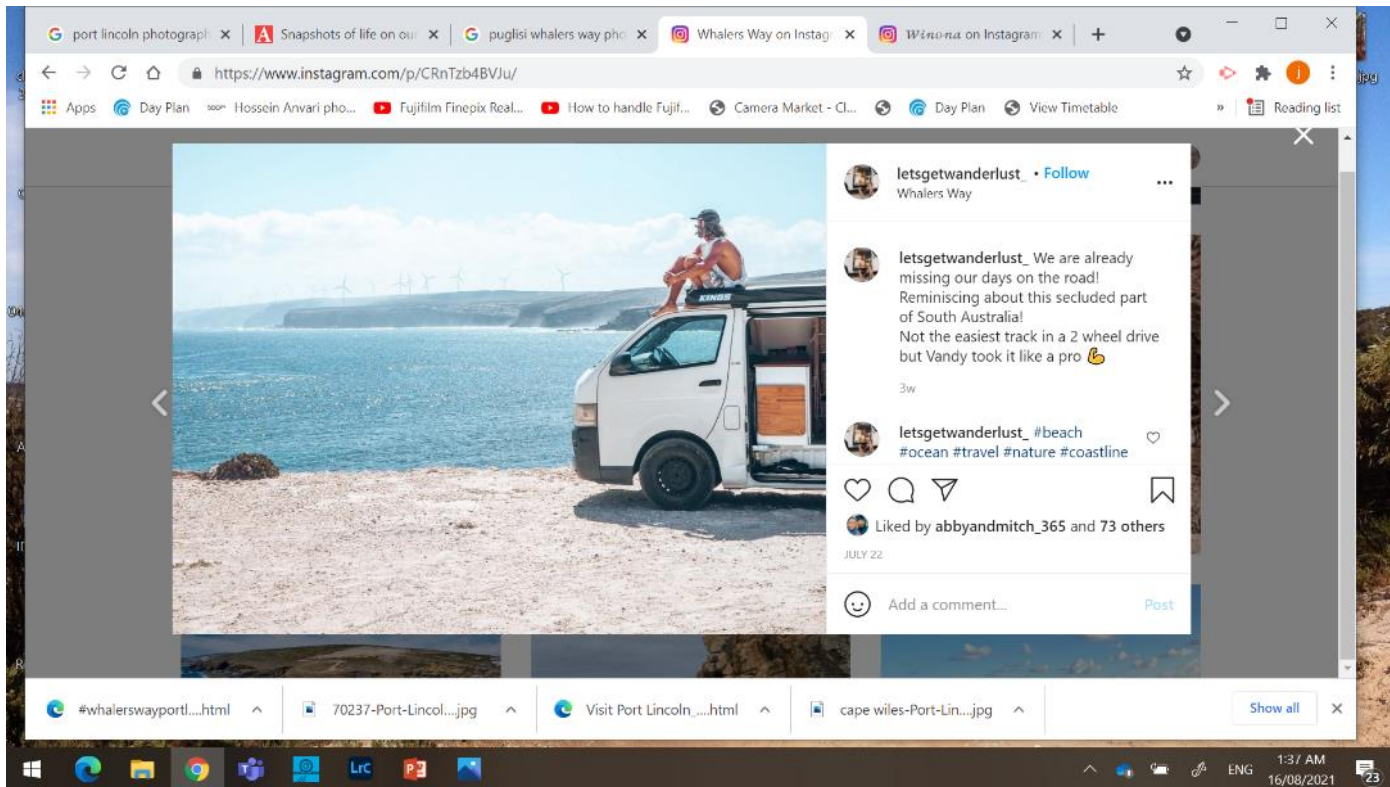 port lincoln photograph
Snapshots of life on our
puglisi whalers way pho
Whalers Way on Instag
Winona on Instagram
https://www.instagram.com/p/CRnTzb4BVJu/
Apps
Day Plan
Hossein Anvari pho...
Fujifilm Finepix Real...
How to handle Fujif...
Camera Market - Cl...
Day Plan
View Timetable
»
Reading list
letsgetwanderlust_ • Follow
Whalers Way
letsgetwanderlust_ We are already
missing our days on the road!
Reminiscing about this secluded part
of South Australia!
Not the easiest track in a 2 wheel drive
but Vandy took it like a pro 💪
3w
letsgetwanderlust_ #beach
#ocean #travel #nature #coastline
Liked by abbyandmitch_365 and 73 others
JULY 22
Add a comment...
Post
KINGS
#whalerswayportl....html
70237-Port-Lincol....jpg
Visit Port Lincoln_....html
cape wiles-Port-Lin....jpg
Show all
LrC
ENG
1:37 AM
16/08/2021
23